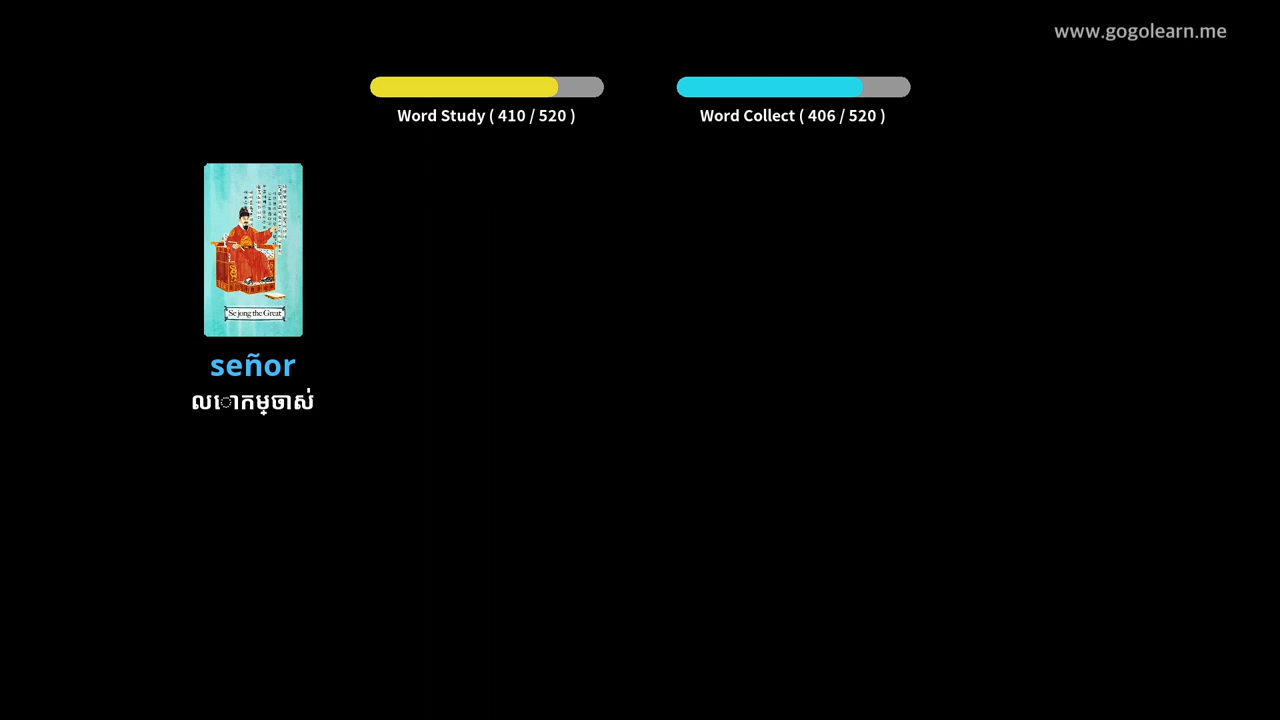 www.gogolearn.me
Word Study ( 410 / 520 )
Word Collect ( 406 / 520 )
Se jong the Great
señor
លោកម្ចាស់